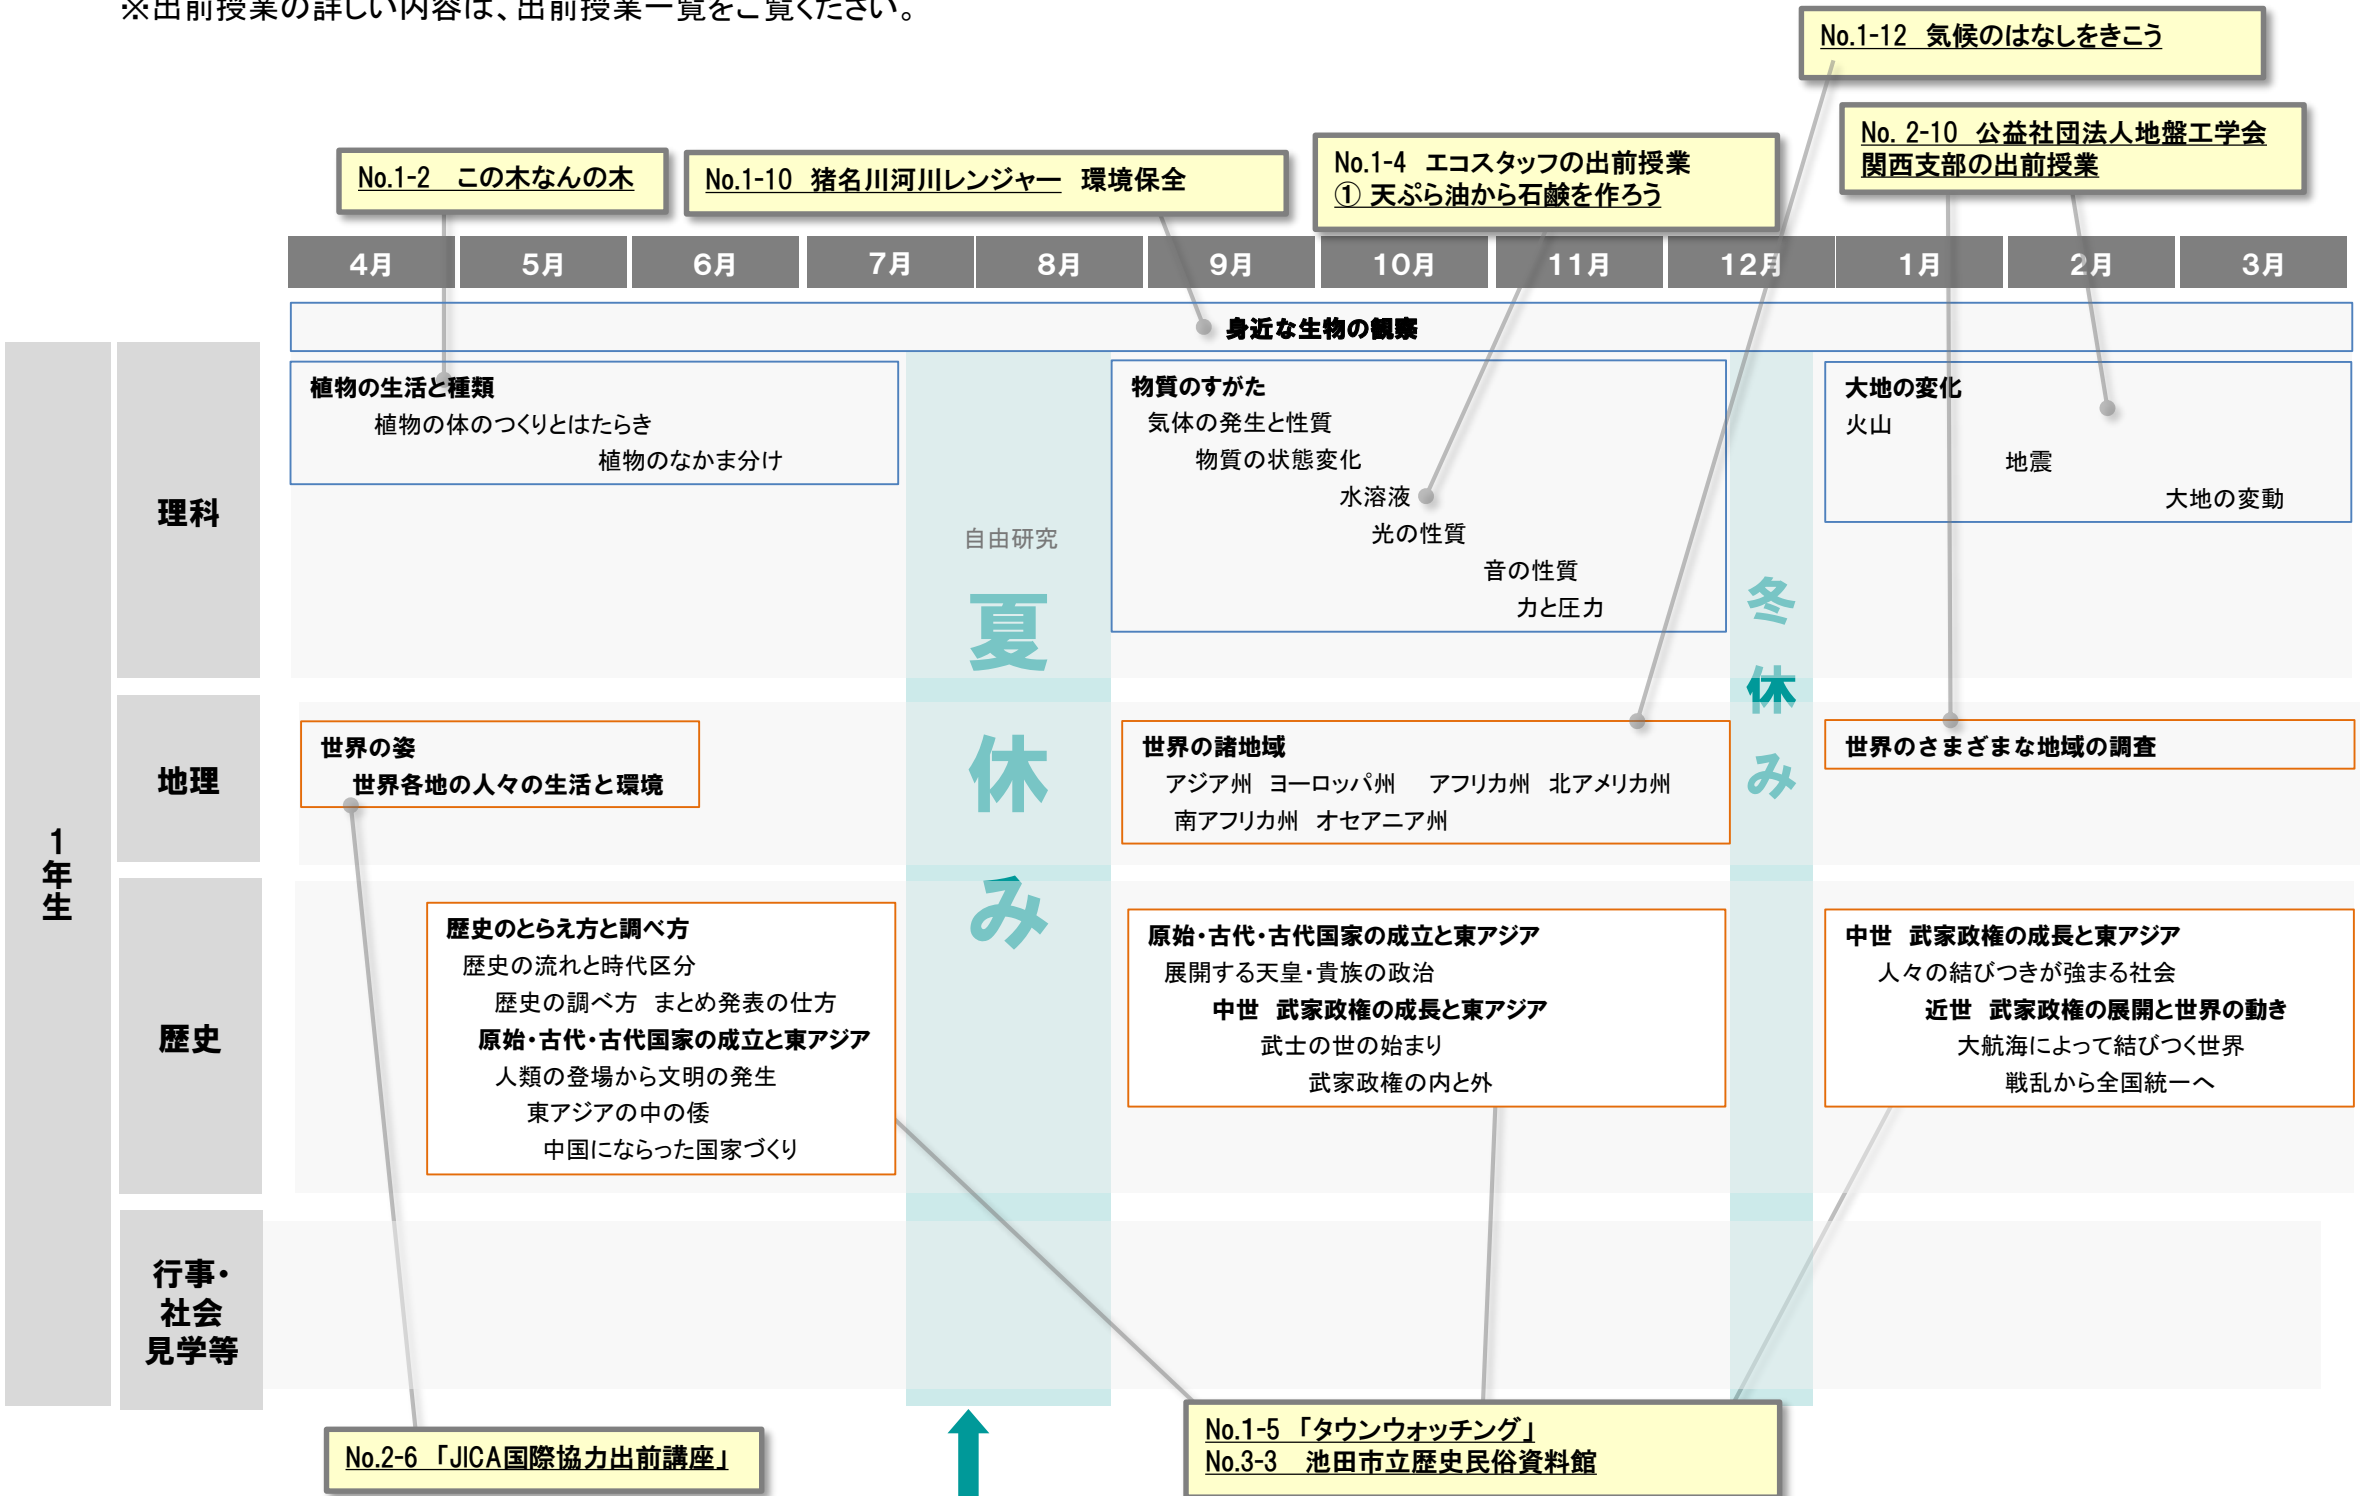 ※出前授業の詳しい内容は、出前授業一覧をご覧ください。
No.1-12 気候のはなしをきこう
No. 2-10 公益社団法人地盤工学会
関西支部の出前授業
No.1-2 この木なんの木
No.1-10 猪名川河川レンジャー 環境保全
No.1-4 エコスタッフの出前授業
① 天ぷら油から石鹸を作ろう
4月 5月 6月 7月 8月 9月 10月 11月 12月 1月 2月 3月
身近な生物の観察
1年生
理科
植物の生活と種類
植物の体のつくりとはたらき
植物のなかま分け
自由研究
夏休み
物質のすがた
気体の発生と性質
物質の状態変化
水溶液
光の性質
音の性質
力と圧力
冬休み
大地の変化
火山
地震
大地の変動
地理
世界の姿
世界各地の人々の生活と環境
世界の諸地域
アジア州 ヨーロッパ州 アフリカ州 北アメリカ州
南アフリカ州 オセアニア州
世界のさまざまな地域の調査
歴史
歴史のとらえ方と調べ方
歴史の流れと時代区分
歴史の調べ方 まとめ発表の仕方
原始・古代・古代国家の成立と東アジア
人類の登場から文明の発生
東アジアの中の倭
中国にならった国家づくり
原始・古代・古代国家の成立と東アジア
展開する天皇・貴族の政治
中世 武家政権の成長と東アジア
武士の世の始まり
武家政権の内と外
中世 武家政権の成長と東アジア
人々の結びつきが強まる社会
近世 武家政権の展開と世界の動き
大航海によって結びつく世界
戦乱から全国統一へ
行事・
社会
見学等
No.2-6 「JICA国際協力出前講座」
No.1-5 「タウンウォッチング」
No.3-3 池田市立歴史民俗資料館